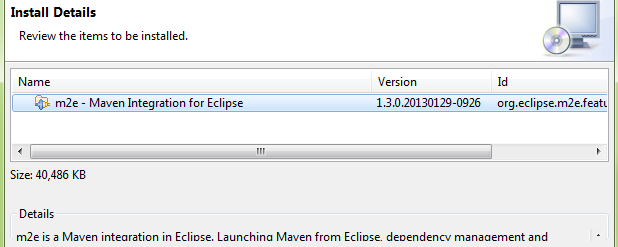 Install Details
Review the items to be installed.
Name Version Id
m2e - Maven Integration for Eclipse 1.3.0.20130129-0926 org.eclipse.m2e.featu
Size: 40,486 KB
Details
m2e is a Maven integration in Eclipse. Launching Maven from Eclipse, dependency management and